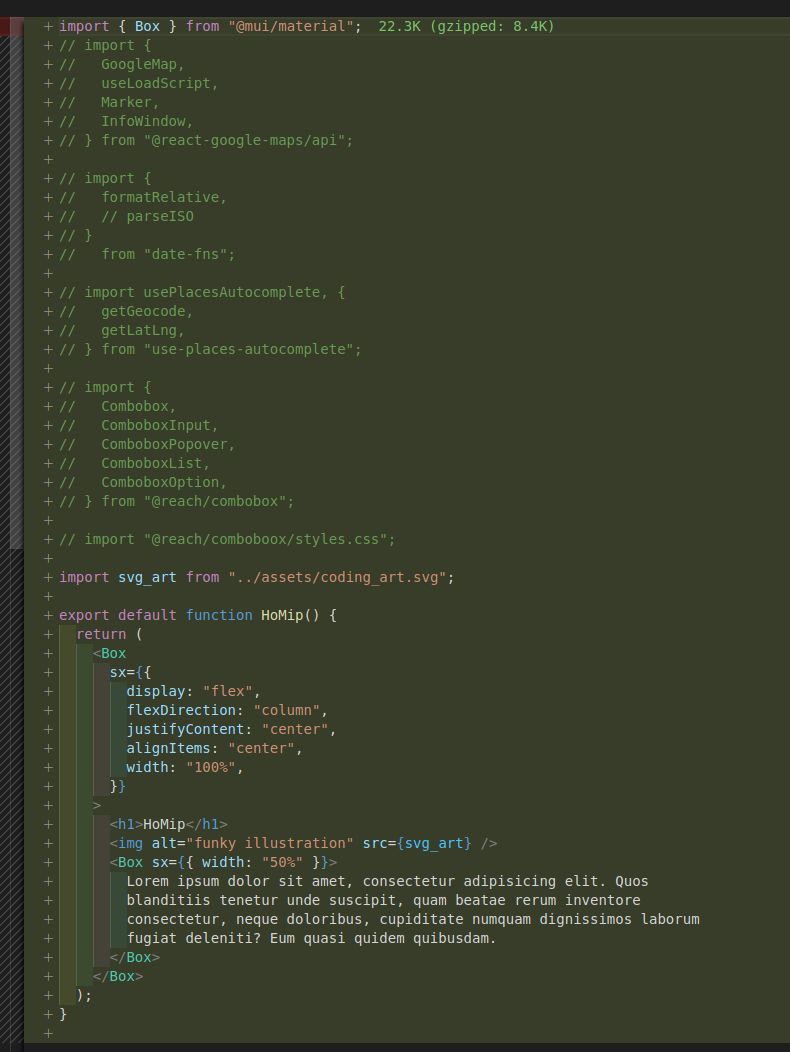 + import { Box } from "@mui/material";  22.3K (gzipped: 8.4K)
+ // import {
+ //   GoogleMap,
+ //   useLoadScript,
+ //   Marker,
+ //   InfoWindow,
+ // } from "@react-google-maps/api";
+
+ // import {
+ //   formatRelative,
+ //   // parseISO
+ // }
+ //   from "date-fns";
+
+ // import usePlacesAutocomplete, {
+ //   getGeocode,
+ //   getLatLng,
+ // } from "use-places-autocomplete";
+
+ // import {
+ //   Combobox,
+ //   ComboboxInput,
+ //   ComboboxPopover,
+ //   ComboboxList,
+ //   ComboboxOption,
+ // } from "@reach/combobox";
+
+ // import "@reach/comboboox/styles.css";
+
+ import svg_art from "../assets/coding_art.svg";
+
+ export default function HoMip() {
+   return (
+     <Box
+       sx={{
+         display: "flex",
+         flexDirection: "column",
+         justifyContent: "center",
+         alignItems: "center",
+         width: "100%",
+       }}
+     >
+       <h1>HoMip</h1>
+       <img alt="funky illustration" src={svg_art} />
+       <Box sx={{ width: "50%" }}>
+         Lorem ipsum dolor sit amet, consectetur adipisicing elit. Quos
+         blanditiis tenetur unde suscipit, quam beatae rerum inventore
+         consectetur, neque doloribus, cupiditate numquam dignissimos laborum
+         fugiat deleniti? Eum quasi quidem quibusdam.
+       </Box>
+     </Box>
+   );
+ }
+